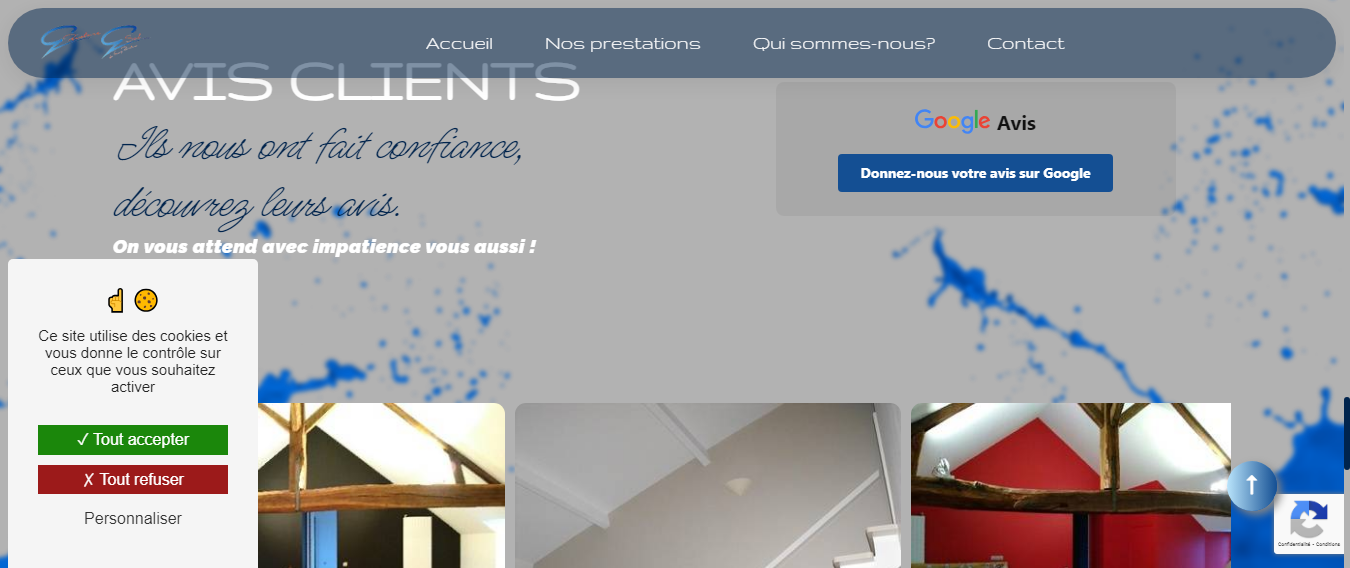 Accueil
Nos prestations
Qui sommes-nous?
Contact
AVIS CLIENTS
Ils nous ont fait confiance,
découvrez leurs avis.
On vous attend avec impatience vous aussi !
Google Avis
Donnez-nous votre avis sur Google
☝️ 🍪
Ce site utilise des cookies et
vous donne le contrôle sur
ceux que vous souhaitez
activer
✓ Tout accepter
✗ Tout refuser
Personnaliser
↑
Confidentialité - Conditions